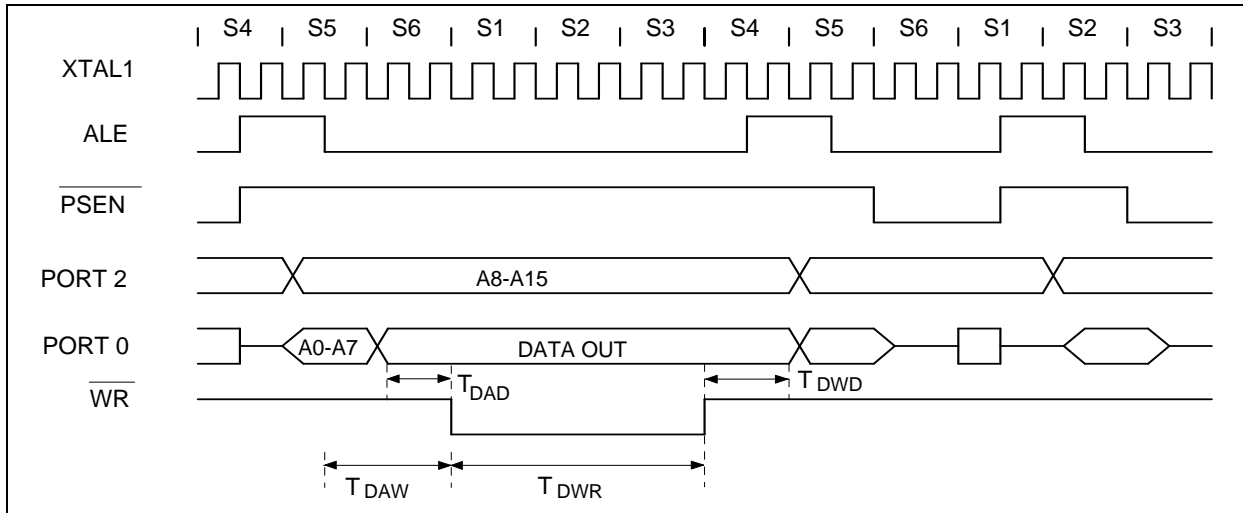 S4 S5 S6 S1 S2 S3 S4 S5 S6 S1 S2 S3
XTAL1
ALE
PSEN
PORT 2
A8-A15
PORT 0
A0-A7
DATA OUT
TDAD
TDWD
WR
TDAW
TDWR